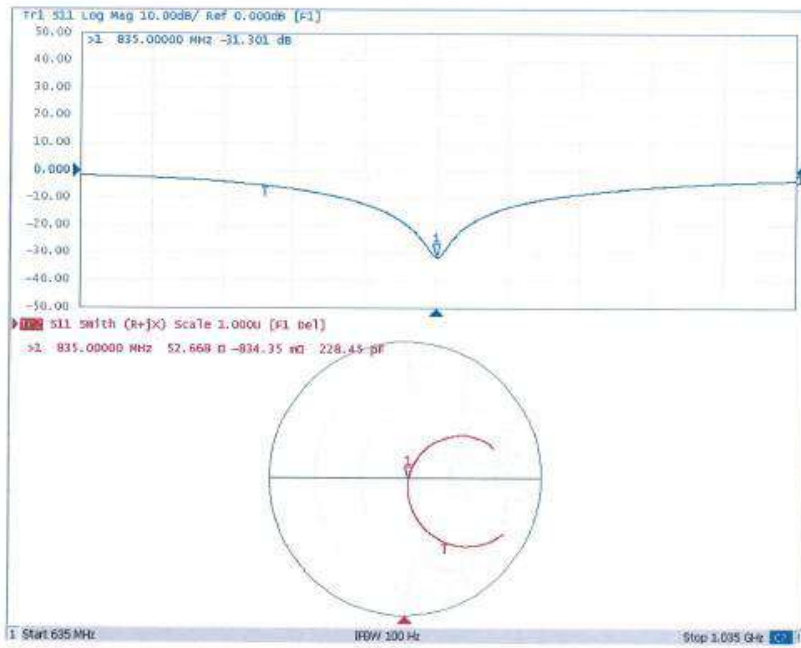 Tr1 S11 Log Mag 10.00dB/ Ref 0.000dB [F1]
50.00
>1 835.00000 MHz -31.301 dB
40.00
30.00
20.00
10.00
0.000
-10.00
-20.00
1
-30.00
-40.00
-50.00
S11 Smith (R+jX) Scale 1.000U [F1 Del]
>1 835.00000 MHz 52.668 Ω -834.35 mΩ 228.45 pF
1
1 Start 635 MHz IFBW 100 Hz Stop 1.035 GHz